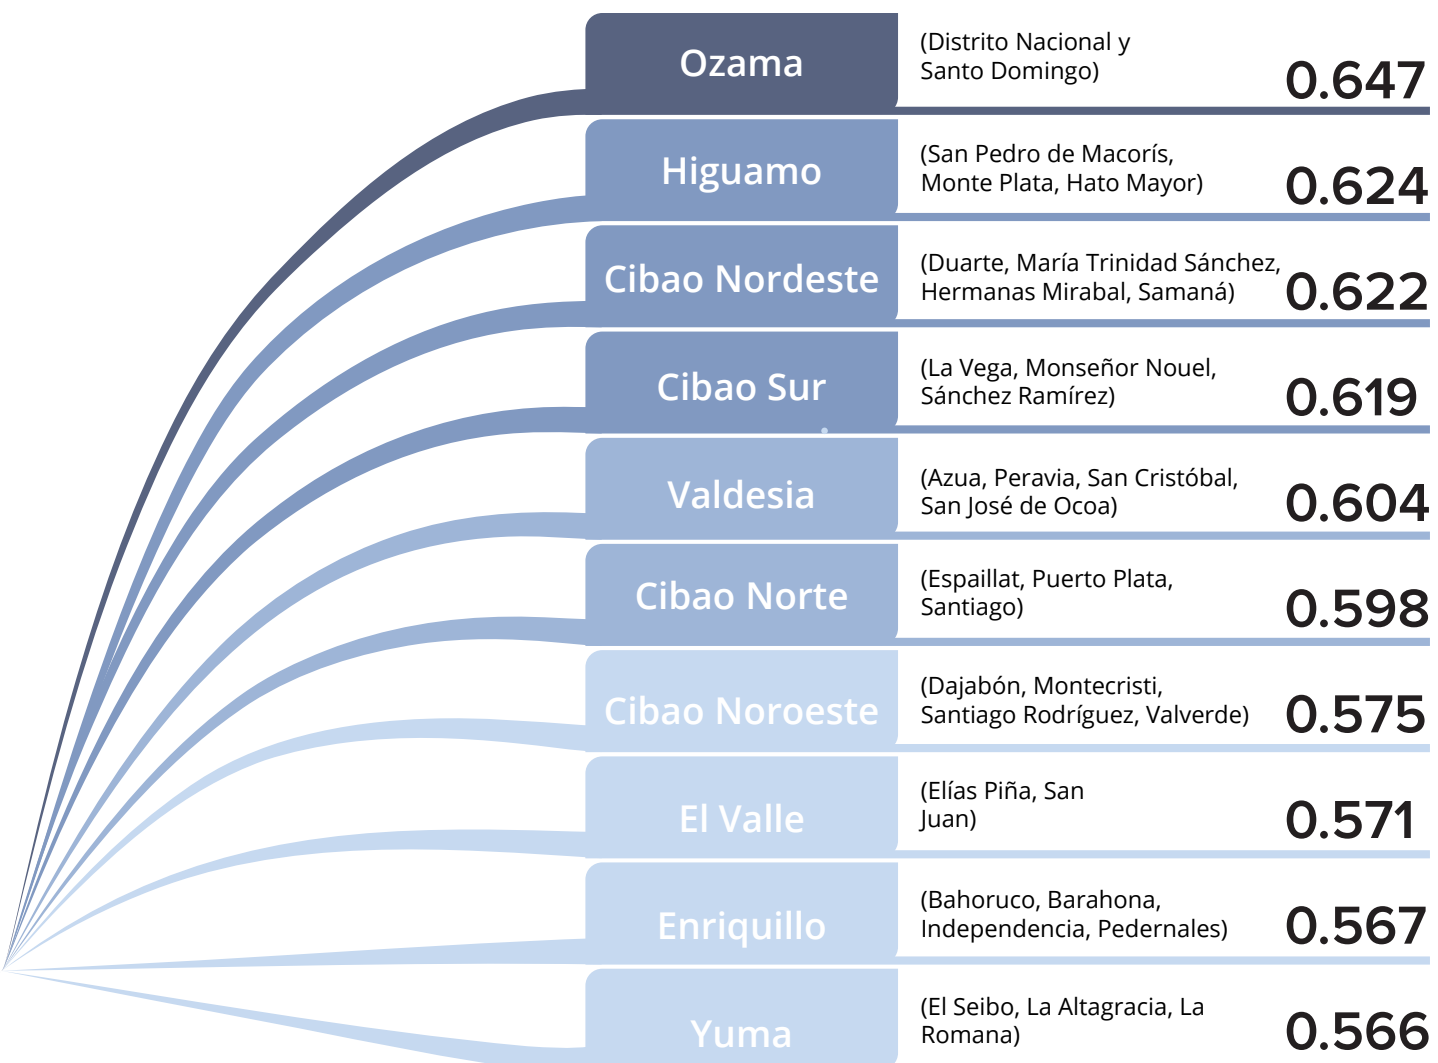 Ozama
(Distrito Nacional y
Santo Domingo)
0.647
Higuamo
(San Pedro de Macorís,
Monte Plata, Hato Mayor)
0.624
Cibao Nordeste
(Duarte, María Trinidad Sánchez,
Hermanas Mirabal, Samaná)
0.622
Cibao Sur
(La Vega, Monseñor Nouel,
Sánchez Ramírez)
0.619
Valdesia
(Azua, Peravia, San Cristóbal,
San José de Ocoa)
0.604
Cibao Norte
(Espaillat, Puerto Plata,
Santiago)
0.598
Cibao Noroeste
(Dajabón, Montecristi,
Santiago Rodríguez, Valverde)
0.575
El Valle
(Elías Piña, San
Juan)
0.571
Enriquillo
(Bahoruco, Barahona,
Independencia, Pedernales)
0.567
Yuma
(El Seibo, La Altagracia, La
Romana)
0.566